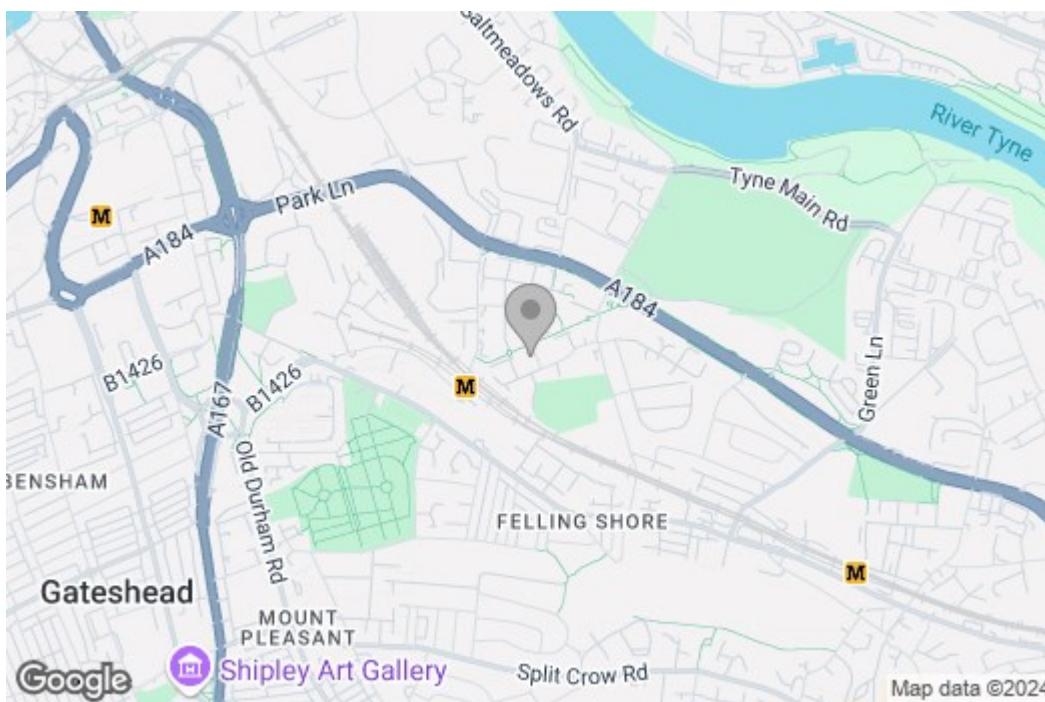 Saltmeadows Rd
River Tyne
Tyne Main Rd
Park Ln
M
A184
A184
B1426
B1426
A167
M
Green Ln
Old Durham Rd
BENSHAM
FELLING SHORE
M
Gateshead
MOUNT
PLEASANT
Shipley Art Gallery
Split Crow Rd
Google
Map data ©2024